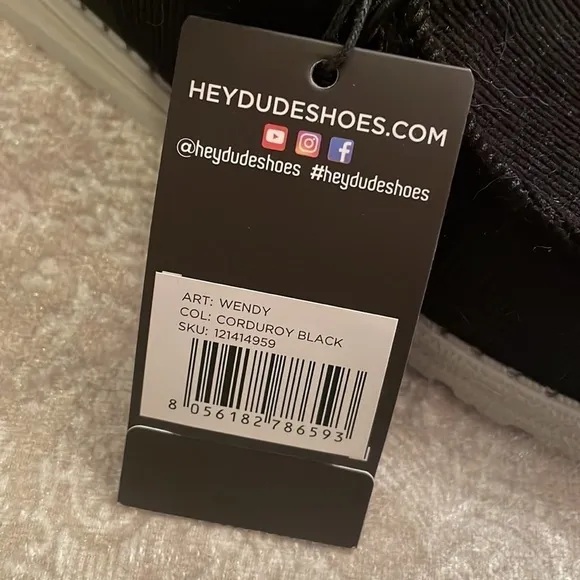 HEYDUDESHOES.COM
@heydudeshoes #heydudeshoes
ART: WENDY
COL: CORDUROY BLACK
SKU: 121414959
8 056182 786593